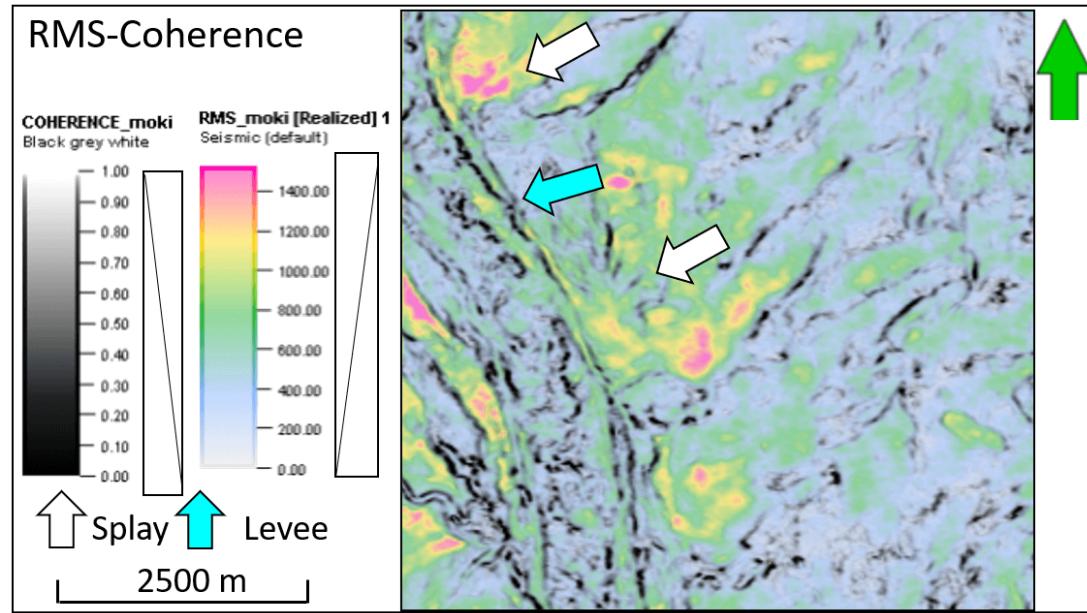 RMS-Coherence
COHERENCE_moki
Black grey white
RMS_moki [Realized] 1
Seismic (default)
1.00
0.90
0.80
0.70
0.60
0.50
0.40
0.30
0.20
0.10
0.00
1400.00
1200.00
1000.00
800.00
600.00
400.00
200.00
0.00
Splay
Levee
2500 m